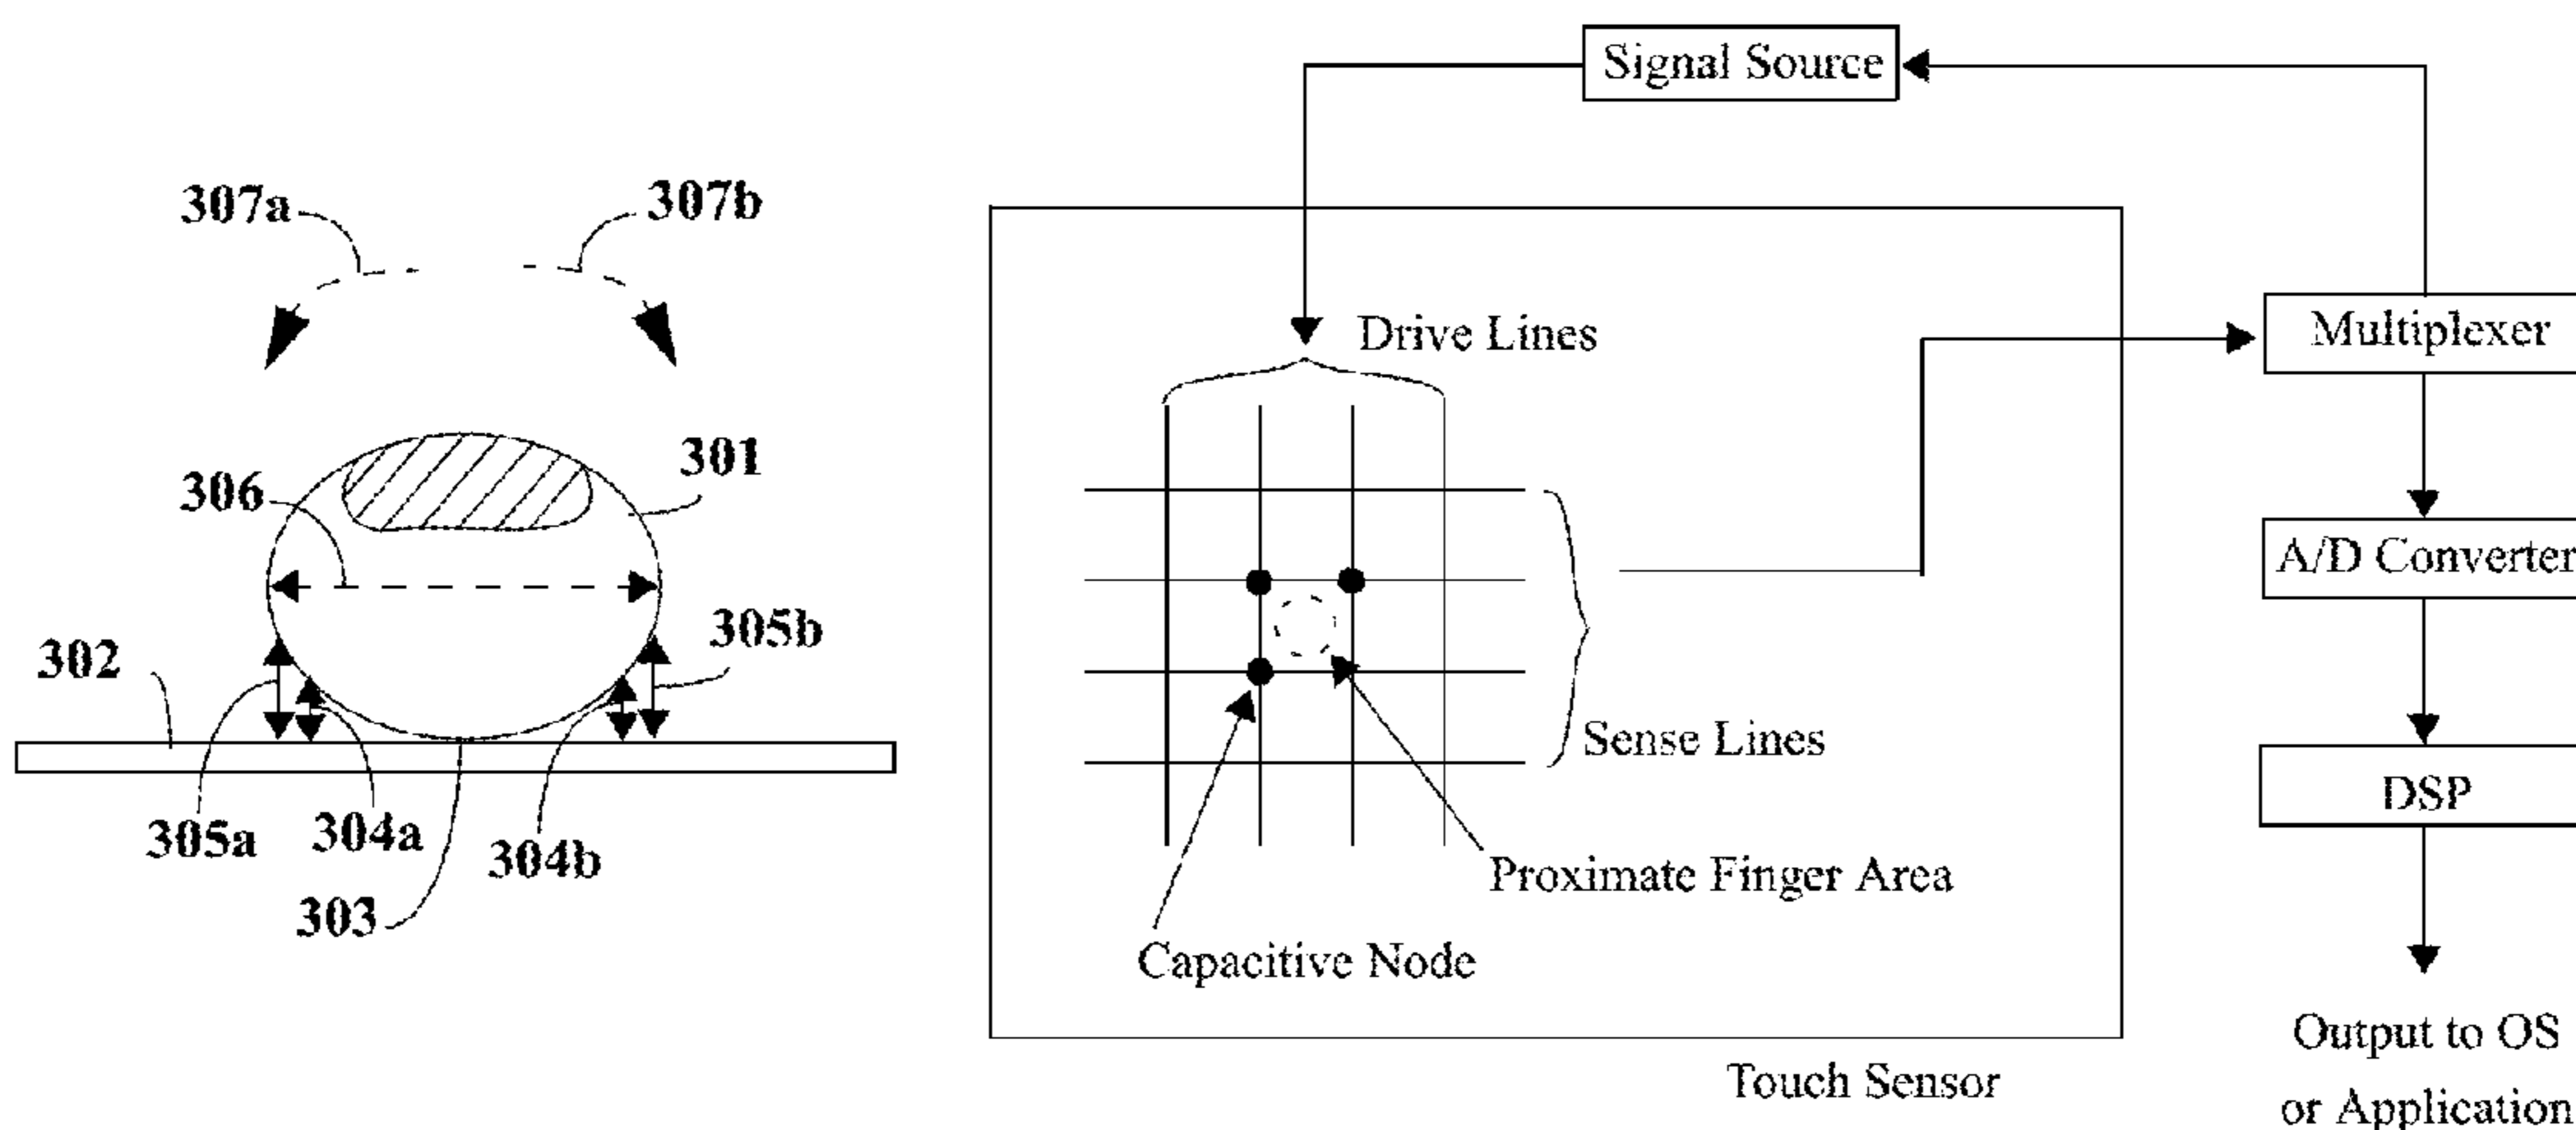 307a
307b
306
301
302
305b
305a
304a
304b
303
Signal Source
Drive Lines
Multiplexer
A/D Converter
Sense Lines
DSP
Proximate Finger Area
Capacitive Node
Touch Sensor
Output to OS
or Application